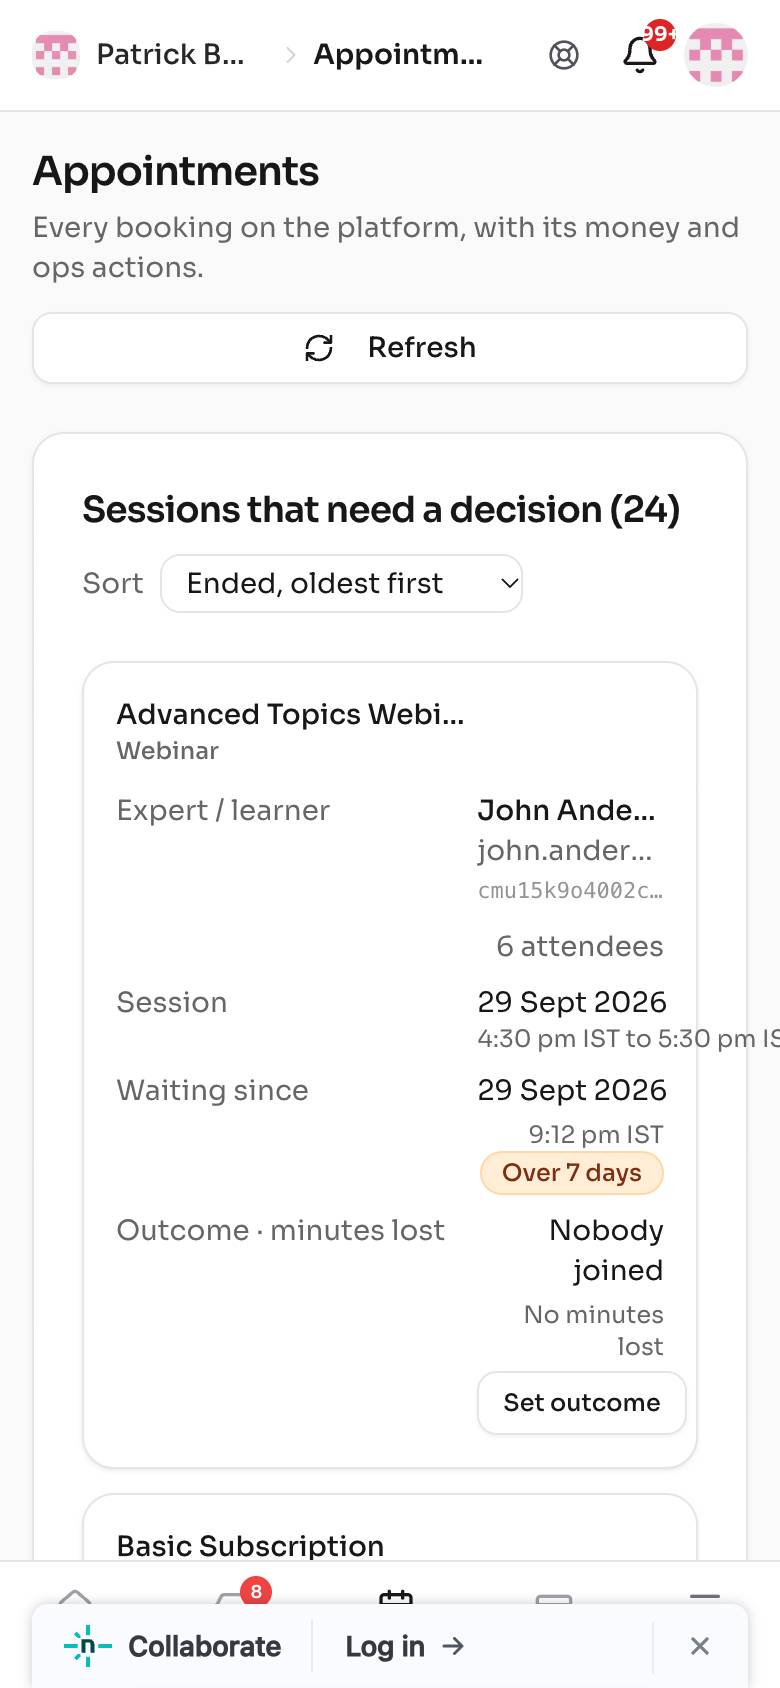 Patrick B...
Appointm...
99+
Appointments
Every booking on the platform, with its money and
ops actions.
Refresh
Sessions that need a decision (24)
Sort
Ended, oldest first
Advanced Topics Webi...
Webinar
Expert / learner
John Ande...
john.ander...
cmu15k9o4002c...
6 attendees
Session
29 Sept 2026
4:30 pm IST to 5:30 pm IS
Waiting since
29 Sept 2026
9:12 pm IST
Over 7 days
Outcome · minutes lost
Nobody
joined
No minutes
lost
Set outcome
Basic Subscription
8
n
Collaborate
Log in →